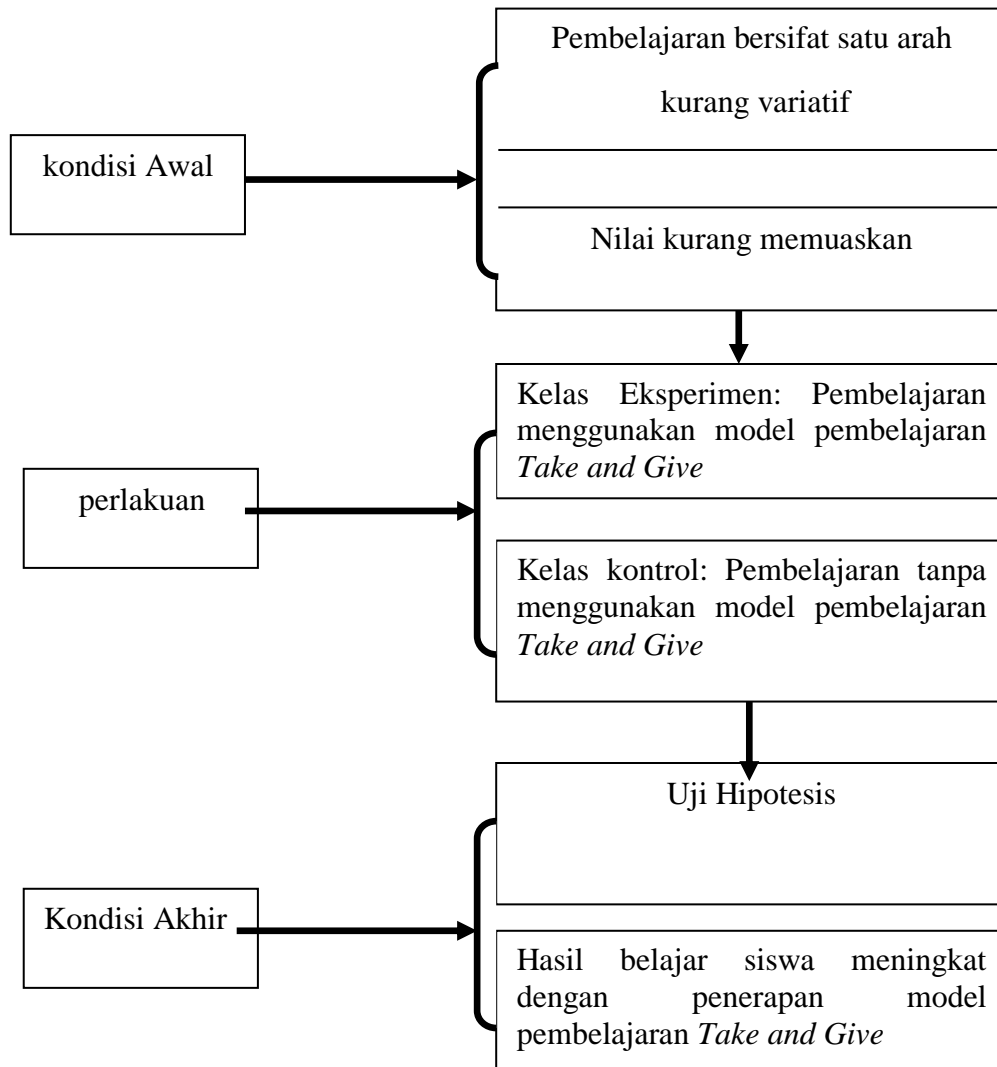 Pembelajaran bersifat satu arah
kurang variatif
kondisi Awal
Nilai kurang memuaskan
Kelas Eksperimen: Pembelajaran
menggunakan model pembelajaran
Take and Give
perlakuan
Kelas kontrol: Pembelajaran tanpa
menggunakan model pembelajaran
Take and Give
Uji Hipotesis
Kondisi Akhir
Hasil belajar siswa meningkat
dengan penerapan model
pembelajaran Take and Give